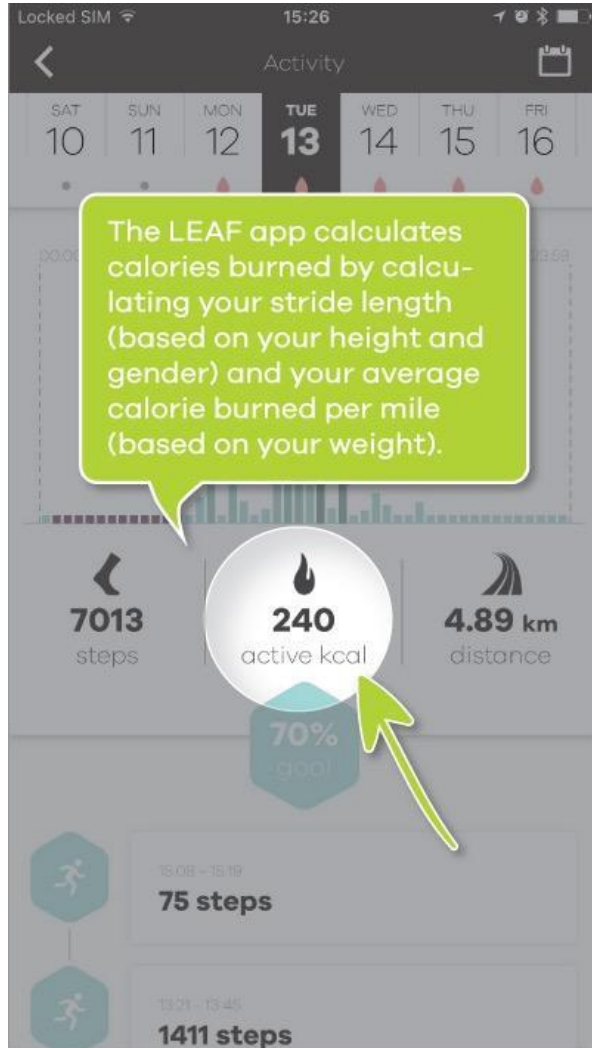 Locked SIM 15:26
Activity
SAT SUN MON TUE WED THU FRI
10 11 12 13 14 15 16
The LEAF app calculates
calories burned by calcu-
lating your stride length
(based on your height and
gender) and your average
calorie burned per mile
(based on your weight).
7013 240 4.89 km
steps active kcal distance
70%
goal
15:08 - 15:19
75 steps
13:21 - 13:45
1411 steps